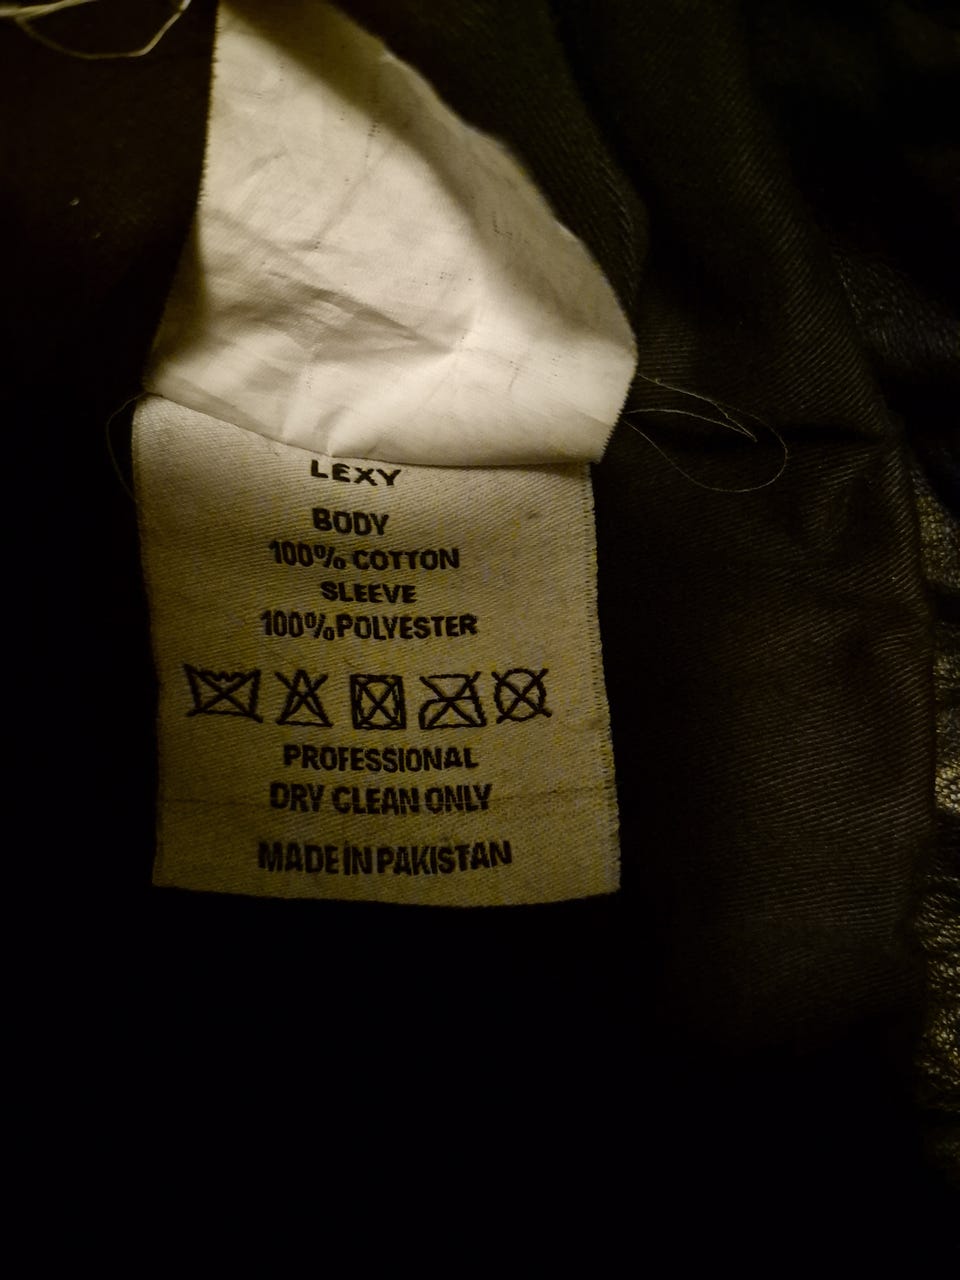 LEXY
BODY
100% COTTON
SLEEVE
100%POLYESTER
PROFESSIONAL
DRY CLEAN ONLY
MADE IN PAKISTAN